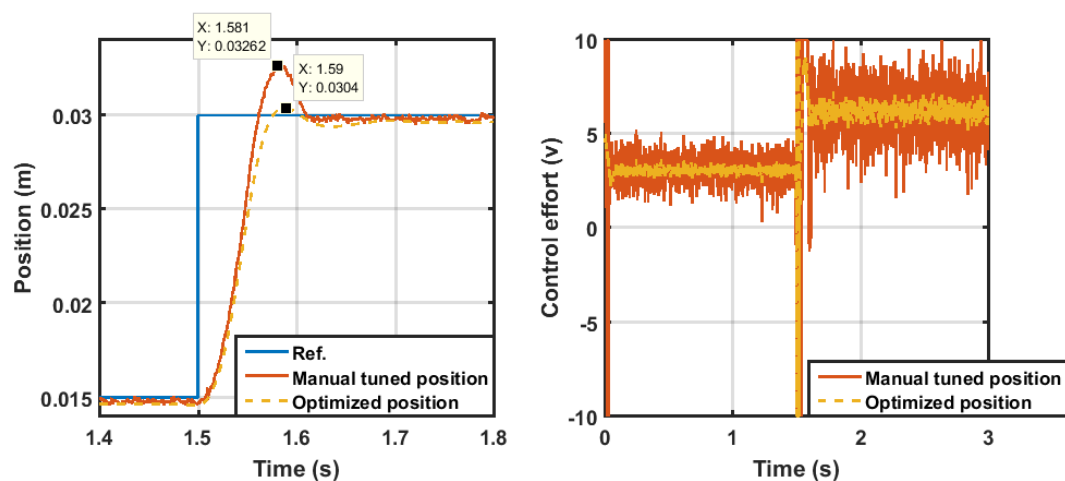 X: 1.581
Y: 0.03262
X: 1.59
Y: 0.0304
0.03
0.025
0.02
0.015
Position (m)
Ref.
Manual tuned position
Optimized position
1.4
1.5
1.6
1.7
1.8
Time (s)
10
5
0
-5
-10
Control effort (v)
Manual tuned position
Optimized position
0
1
2
3
Time (s)